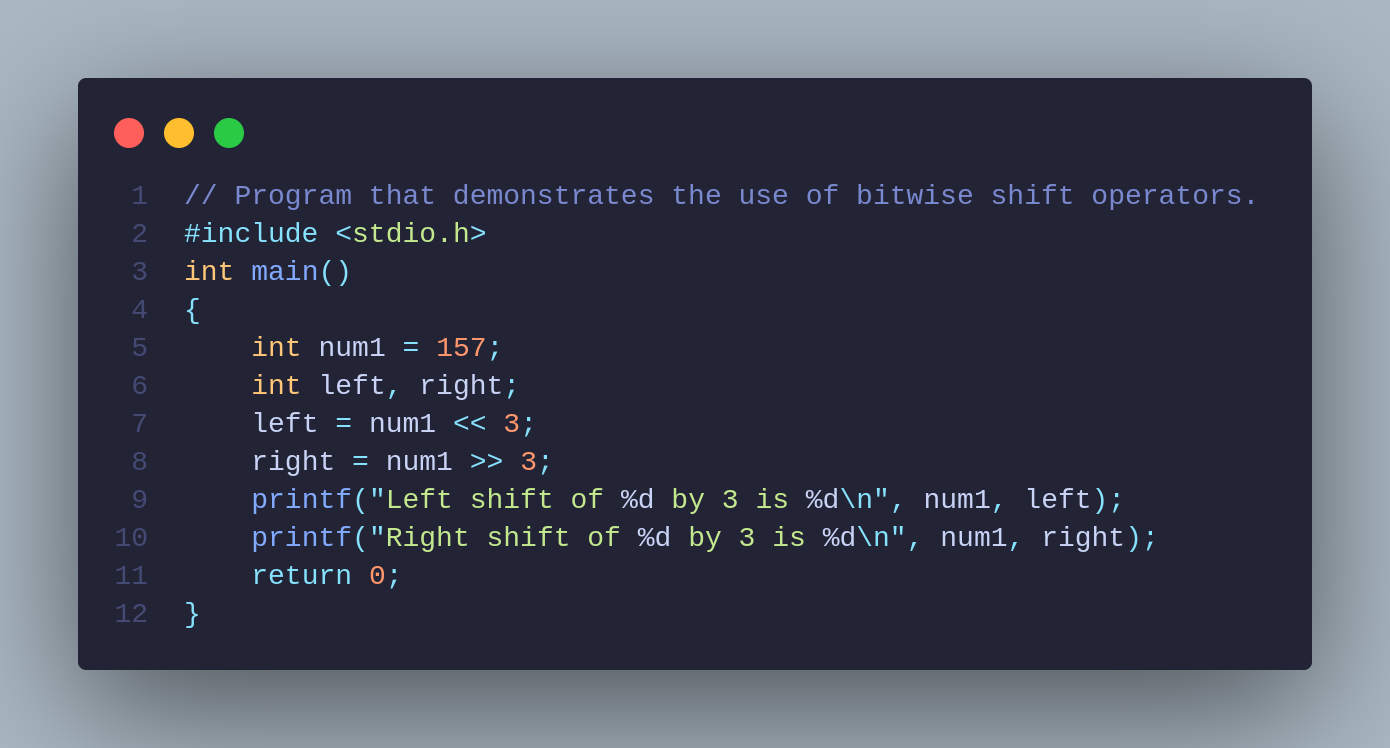 1 // Program that demonstrates the use of bitwise shift operators.
2 #include <stdio.h>
3 int main()
4 {
5     int num1 = 157;
6     int left, right;
7     left = num1 << 3;
8     right = num1 >> 3;
9     printf("Left shift of %d by 3 is %d\n", num1, left);
10     printf("Right shift of %d by 3 is %d\n", num1, right);
11     return 0;
12 }